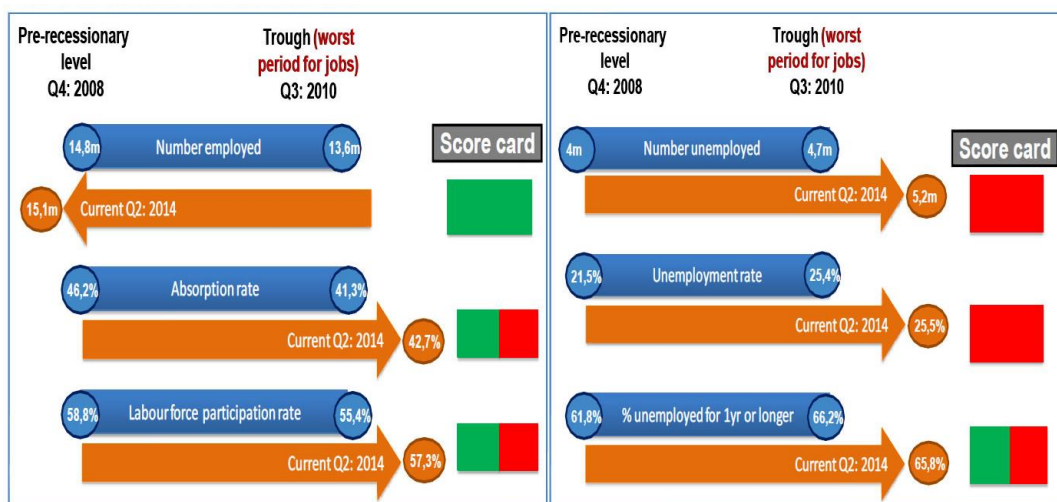 Pre-recessionary
level
Q4: 2008
Trough (worst
period for jobs)
Q3: 2010
Score card
14,8m
Number employed
13,6m
15,1m
Current Q2: 2014
46,2%
Absorption rate
41,3%
Current Q2: 2014
42,7%
58,8%
Labour force participation rate
55,4%
Current Q2: 2014
57,3%
Pre-recessionary
level
Q4: 2008
Trough (worst
period for jobs)
Q3: 2010
Score card
4m
Number unemployed
4,7m
Current Q2: 2014
5,2m
21,5%
Unemployment rate
25,4%
Current Q2: 2014
25,5%
61,8%
% unemployed for 1yr or longer
66,2%
Current Q2: 2014
65,8%